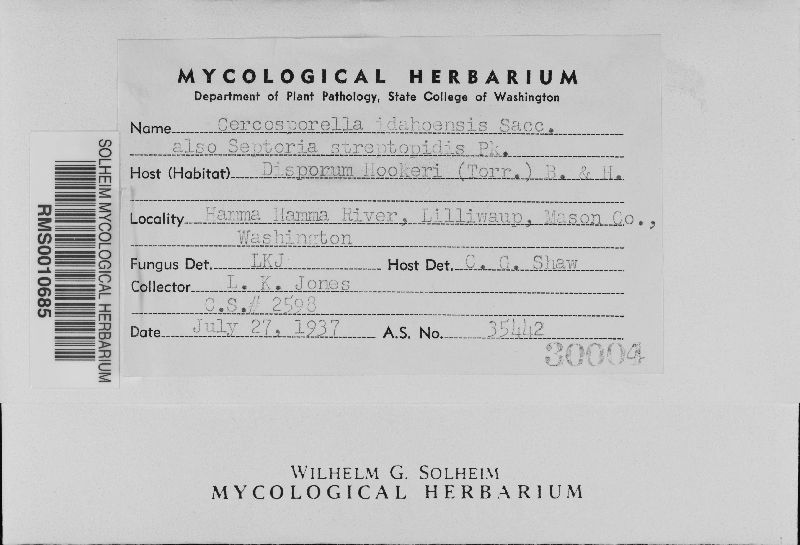 MYCOLOGICAL HERBARIUM
Department of Plant Pathology, State College of Washington
Name Cercosporella idahoensis Sacc.
also Septoria streptopidis Pk.
Host (Habitat) Disporum Hookeri (Torr.) B. & H.
Locality Hamma Hamma River, Lilliwaup, Mason Co.,
Washington
Fungus Det. LKJ Host Det. C. G. Shaw
Collector L. K. Jones
C.S.# 2598
Date July 27, 1937 A.S. No. 35442
30004
SOLHEIM MYCOLOGICAL HERBARIUM
RMS0010685
WILHELM G. SOLHEIM
MYCOLOGICAL HERBARIUM